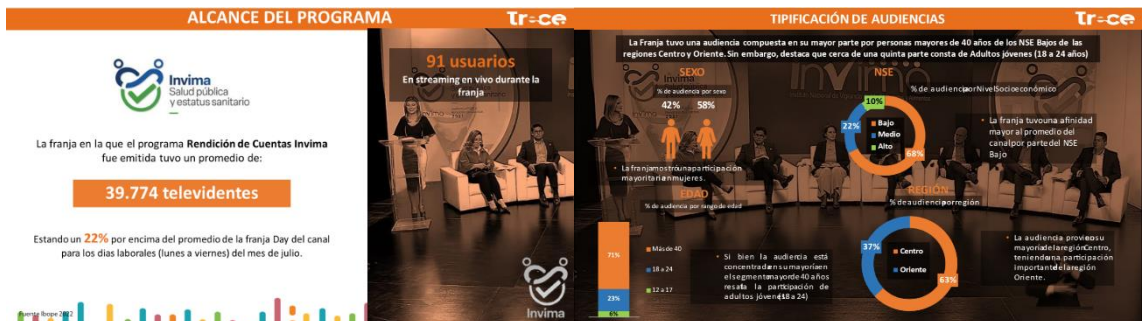 ALCANCE DEL PROGRAMA
tr=ce
Invima
Salud pública
y estatus sanitario
La franja en la que el programa Rendición de Cuentas Invima
fue emitida tuvo un promedio de:
39.774 televidentes
Estando un 22% por encima del promedio de la franja Day del canal
para los días laborales (lunes a viernes) del mes de julio.
Fuente Ibope 2022
91 usuarios
En streaming en vivo durante la
franja
Invima
TIPIFICACIÓN DE AUDIENCIAS
tr=ce
La Franja tuvo una audiencia compuesta en su mayor parte por personas mayores de 40 años de los NSE Bajos de las
regiones Centro y Oriente. Sin embargo, destaca que cerca de una quinta parte consta de Adultos jóvenes (18 a 24 años)
SEXO
% de audiencia por sexo
42% 58%
La franja mostró una participación
mayoritaria en mujeres.
EDAD
% de audiencia por rango de edad
71%
23%
6%
Más de 40
18 a 24
12 a 17
Si bien la audiencia está
concentrada en su mayoría en
el segmento mayor de 40 años
resalta la participación de
adultos jóvenes (18 a 24)
NSE
% de audiencia por Nivel Socioeconómico
10%
22%
68%
Bajo
Medio
Alto
La franja tuvo una afinidad
mayor al promedio del
canal por parte del NSE
Bajo
REGIÓN
% de audiencia por región
37%
63%
Centro
Oriente
La audiencia provino su
mayoría de la región Centro,
teniendo una participación
Importante de la región
Oriente.